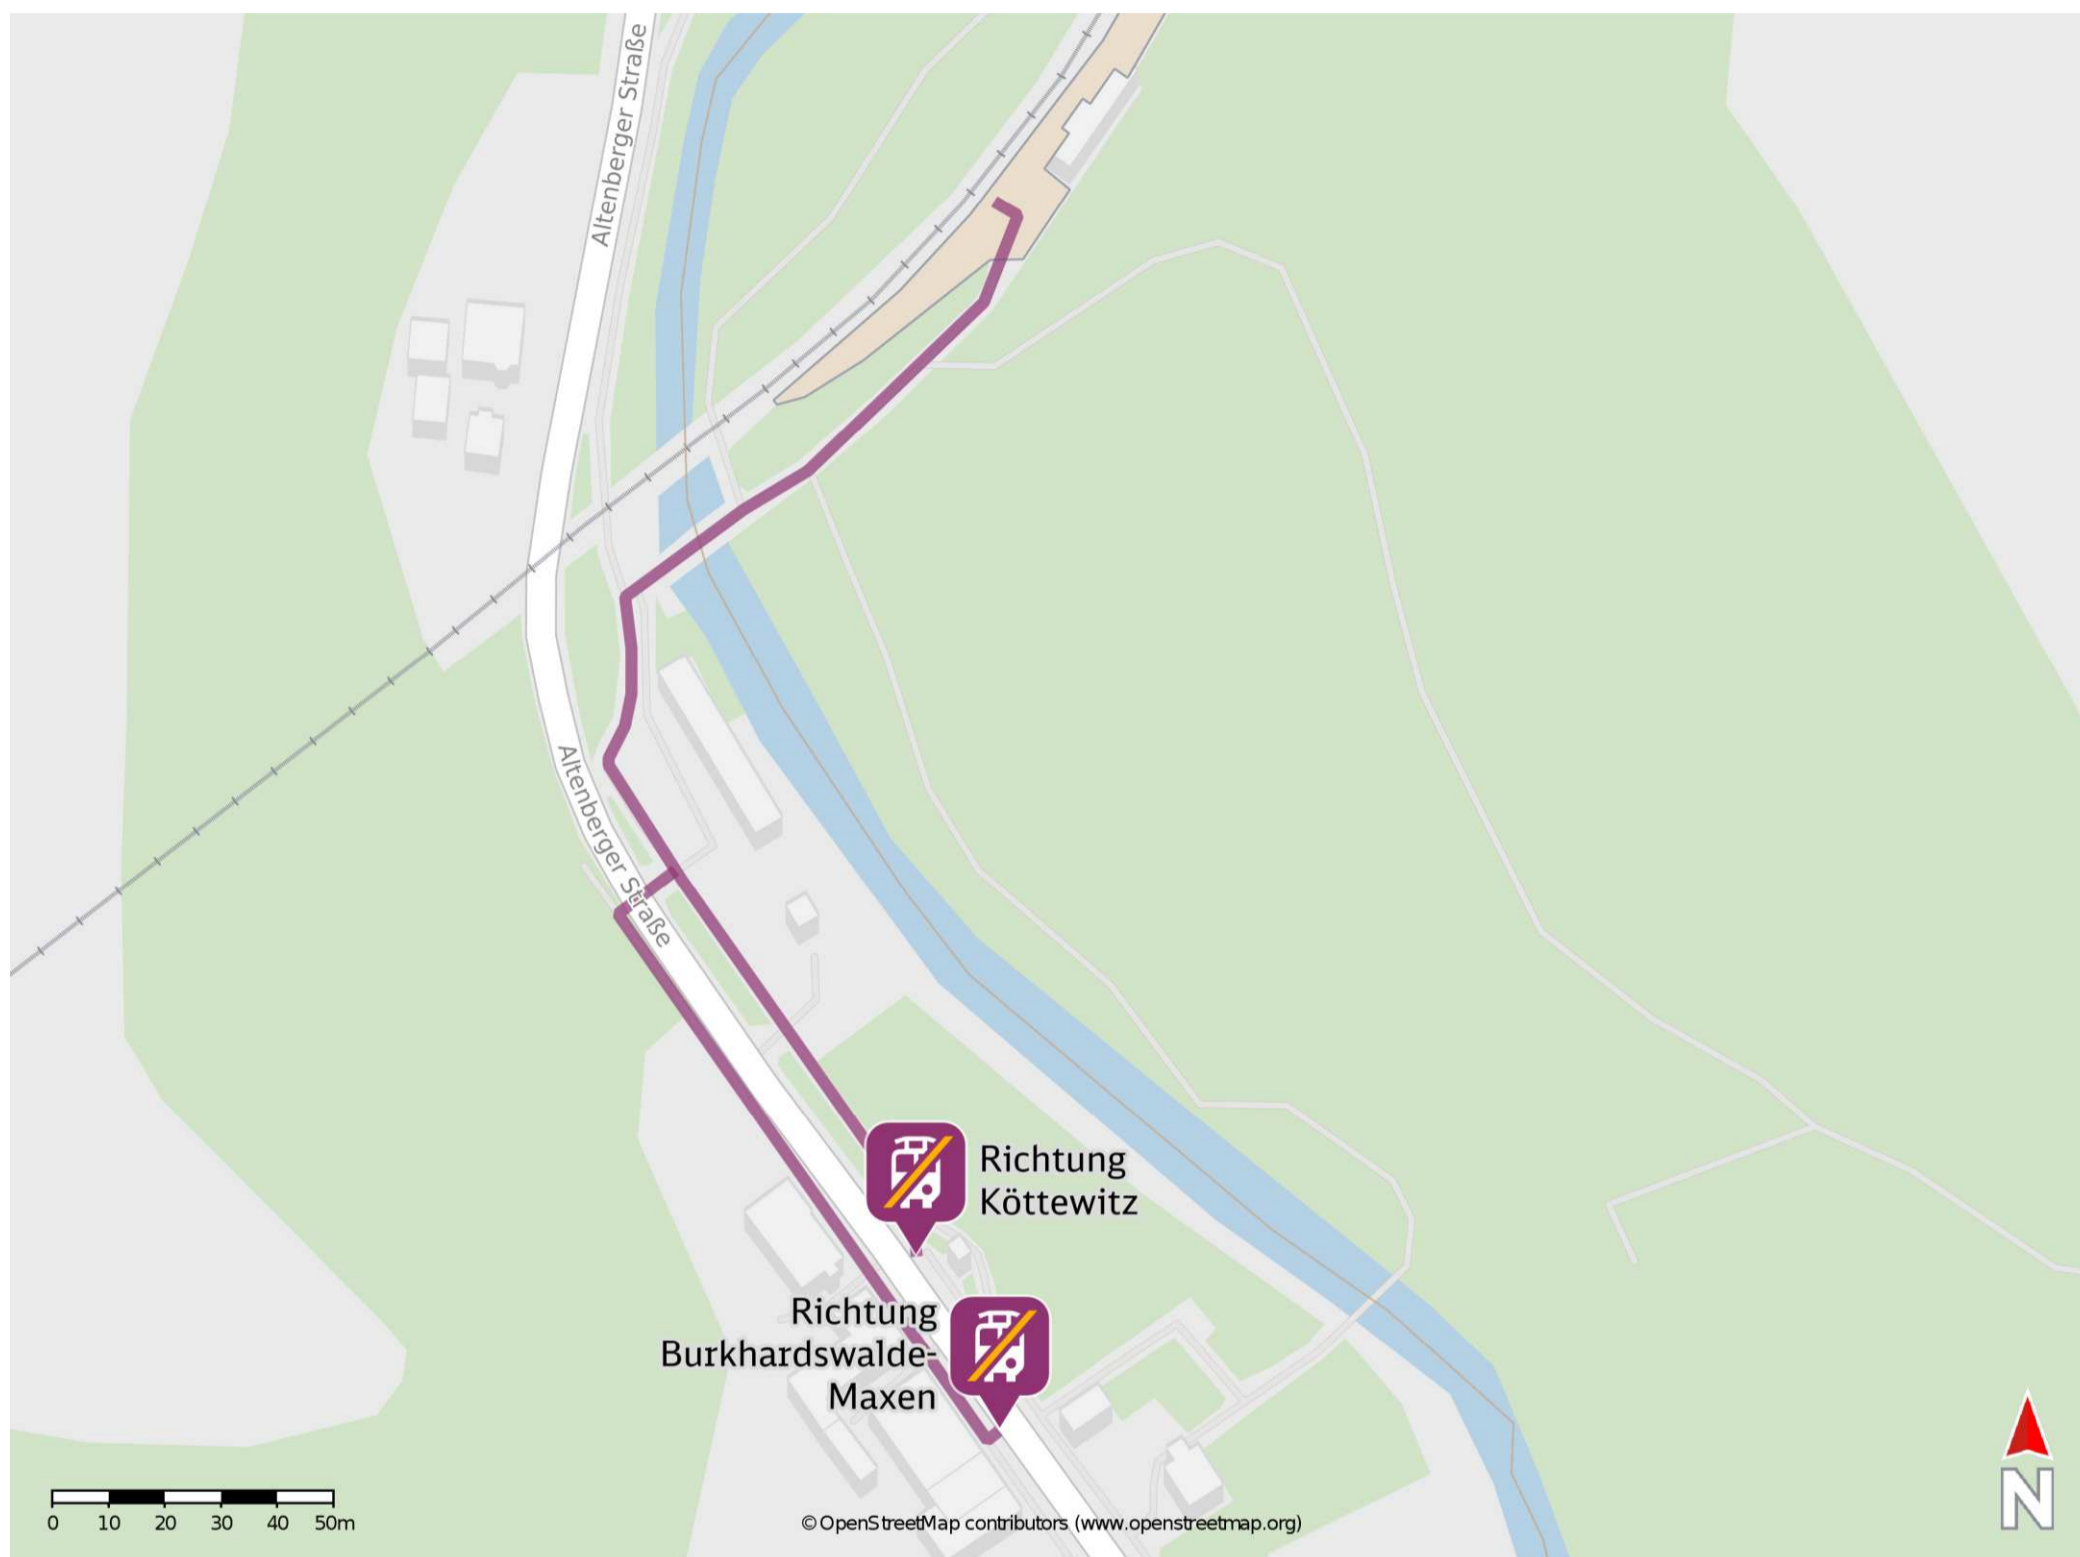 Altenberger Straße
Altenberger Straße
Richtung
Köttewitz
Richtung
Burkhardswalde-
Maxen
0 10 20 30 40 50m
© OpenStreetMap contributors (www.openstreetmap.org)
N